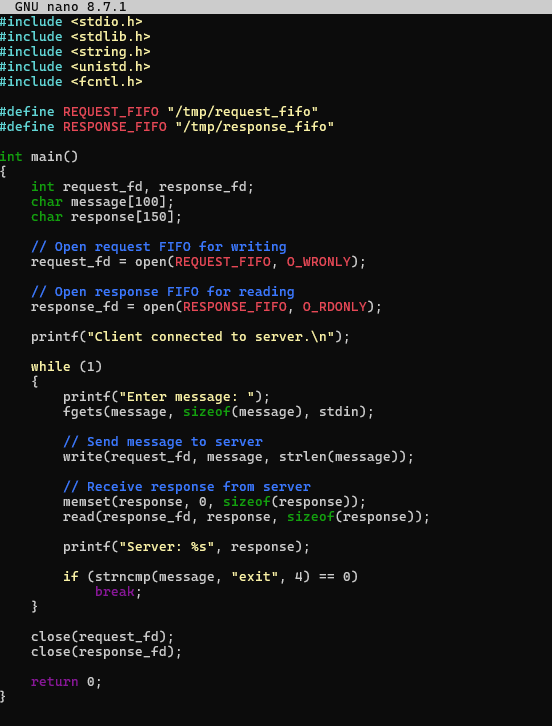 GNU nano 8.7.1
#include <stdio.h>
#include <stdlib.h>
#include <string.h>
#include <unistd.h>
#include <fcntl.h>

#define REQUEST_FIFO "/tmp/request_fifo"
#define RESPONSE_FIFO "/tmp/response_fifo"

int main()
{
    int request_fd, response_fd;
    char message[100];
    char response[150];

    // Open request FIFO for writing
    request_fd = open(REQUEST_FIFO, O_WRONLY);

    // Open response FIFO for reading
    response_fd = open(RESPONSE_FIFO, O_RDONLY);

    printf("Client connected to server.\n");

    while (1)
    {
        printf("Enter message: ");
        fgets(message, sizeof(message), stdin);

        // Send message to server
        write(request_fd, message, strlen(message));

        // Receive response from server
        memset(response, 0, sizeof(response));
        read(response_fd, response, sizeof(response));

        printf("Server: %s", response);

        if (strncmp(message, "exit", 4) == 0)
            break;
    }

    close(request_fd);
    close(response_fd);

    return 0;
}